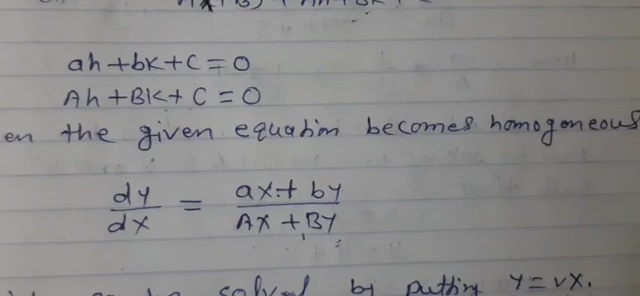 ah + bk + C = 0
Ah + Bk + C = 0
en the given equation becomes homogeneous
dy/dx = ax + by / AX + BY
solved by putting y = vx.